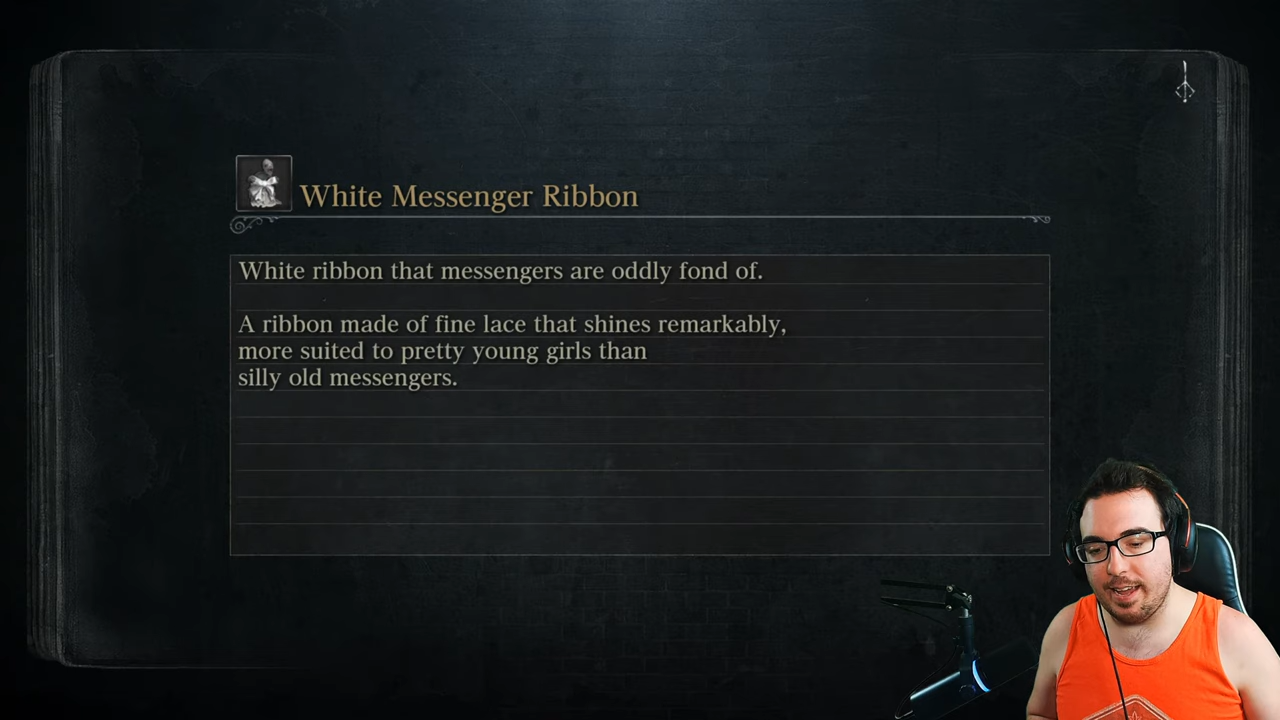 White Messenger Ribbon
White ribbon that messengers are oddly fond of.
A ribbon made of fine lace that shines remarkably,
more suited to pretty young girls than
silly old messengers.